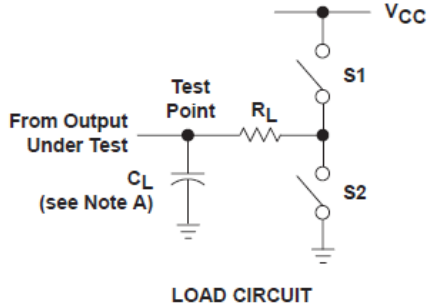 VCC
S1
Test
Point
RL
From Output
Under Test
CL
(see Note A)
S2
LOAD CIRCUIT